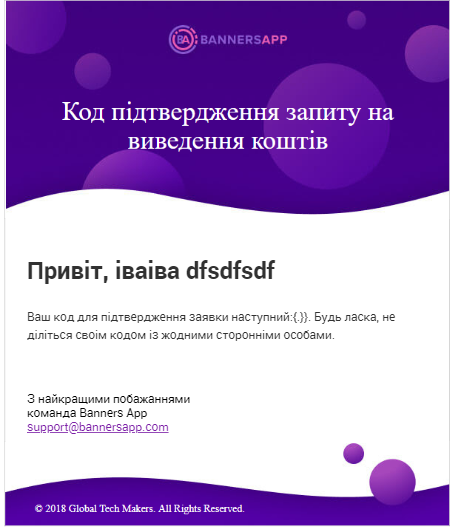 BA BANNERSAPP
Код підтвердження запиту на
виведення коштів
Привіт, іваіва dfsdfsdf
Ваш код для підтвердження заявки наступний:{.}}. Будь ласка, не
діліться своїм кодом із жодними сторонніми особами.
З найкращими побажаннями
команда Banners App
support@bannersapp.com
© 2018 Global Tech Makers. All Rights Reserved.